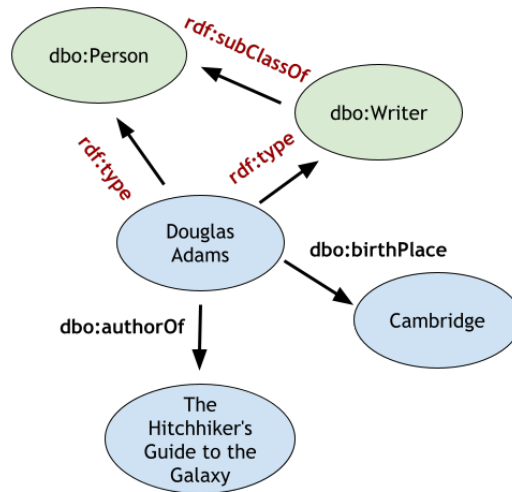 rdf:subClassOf
dbo:Person
dbo:Writer
rdf:type
rdf:type
Douglas
Adams
dbo:birthPlace
dbo:authorOf
Cambridge
The
Hitchhiker's
Guide to the
Galaxy